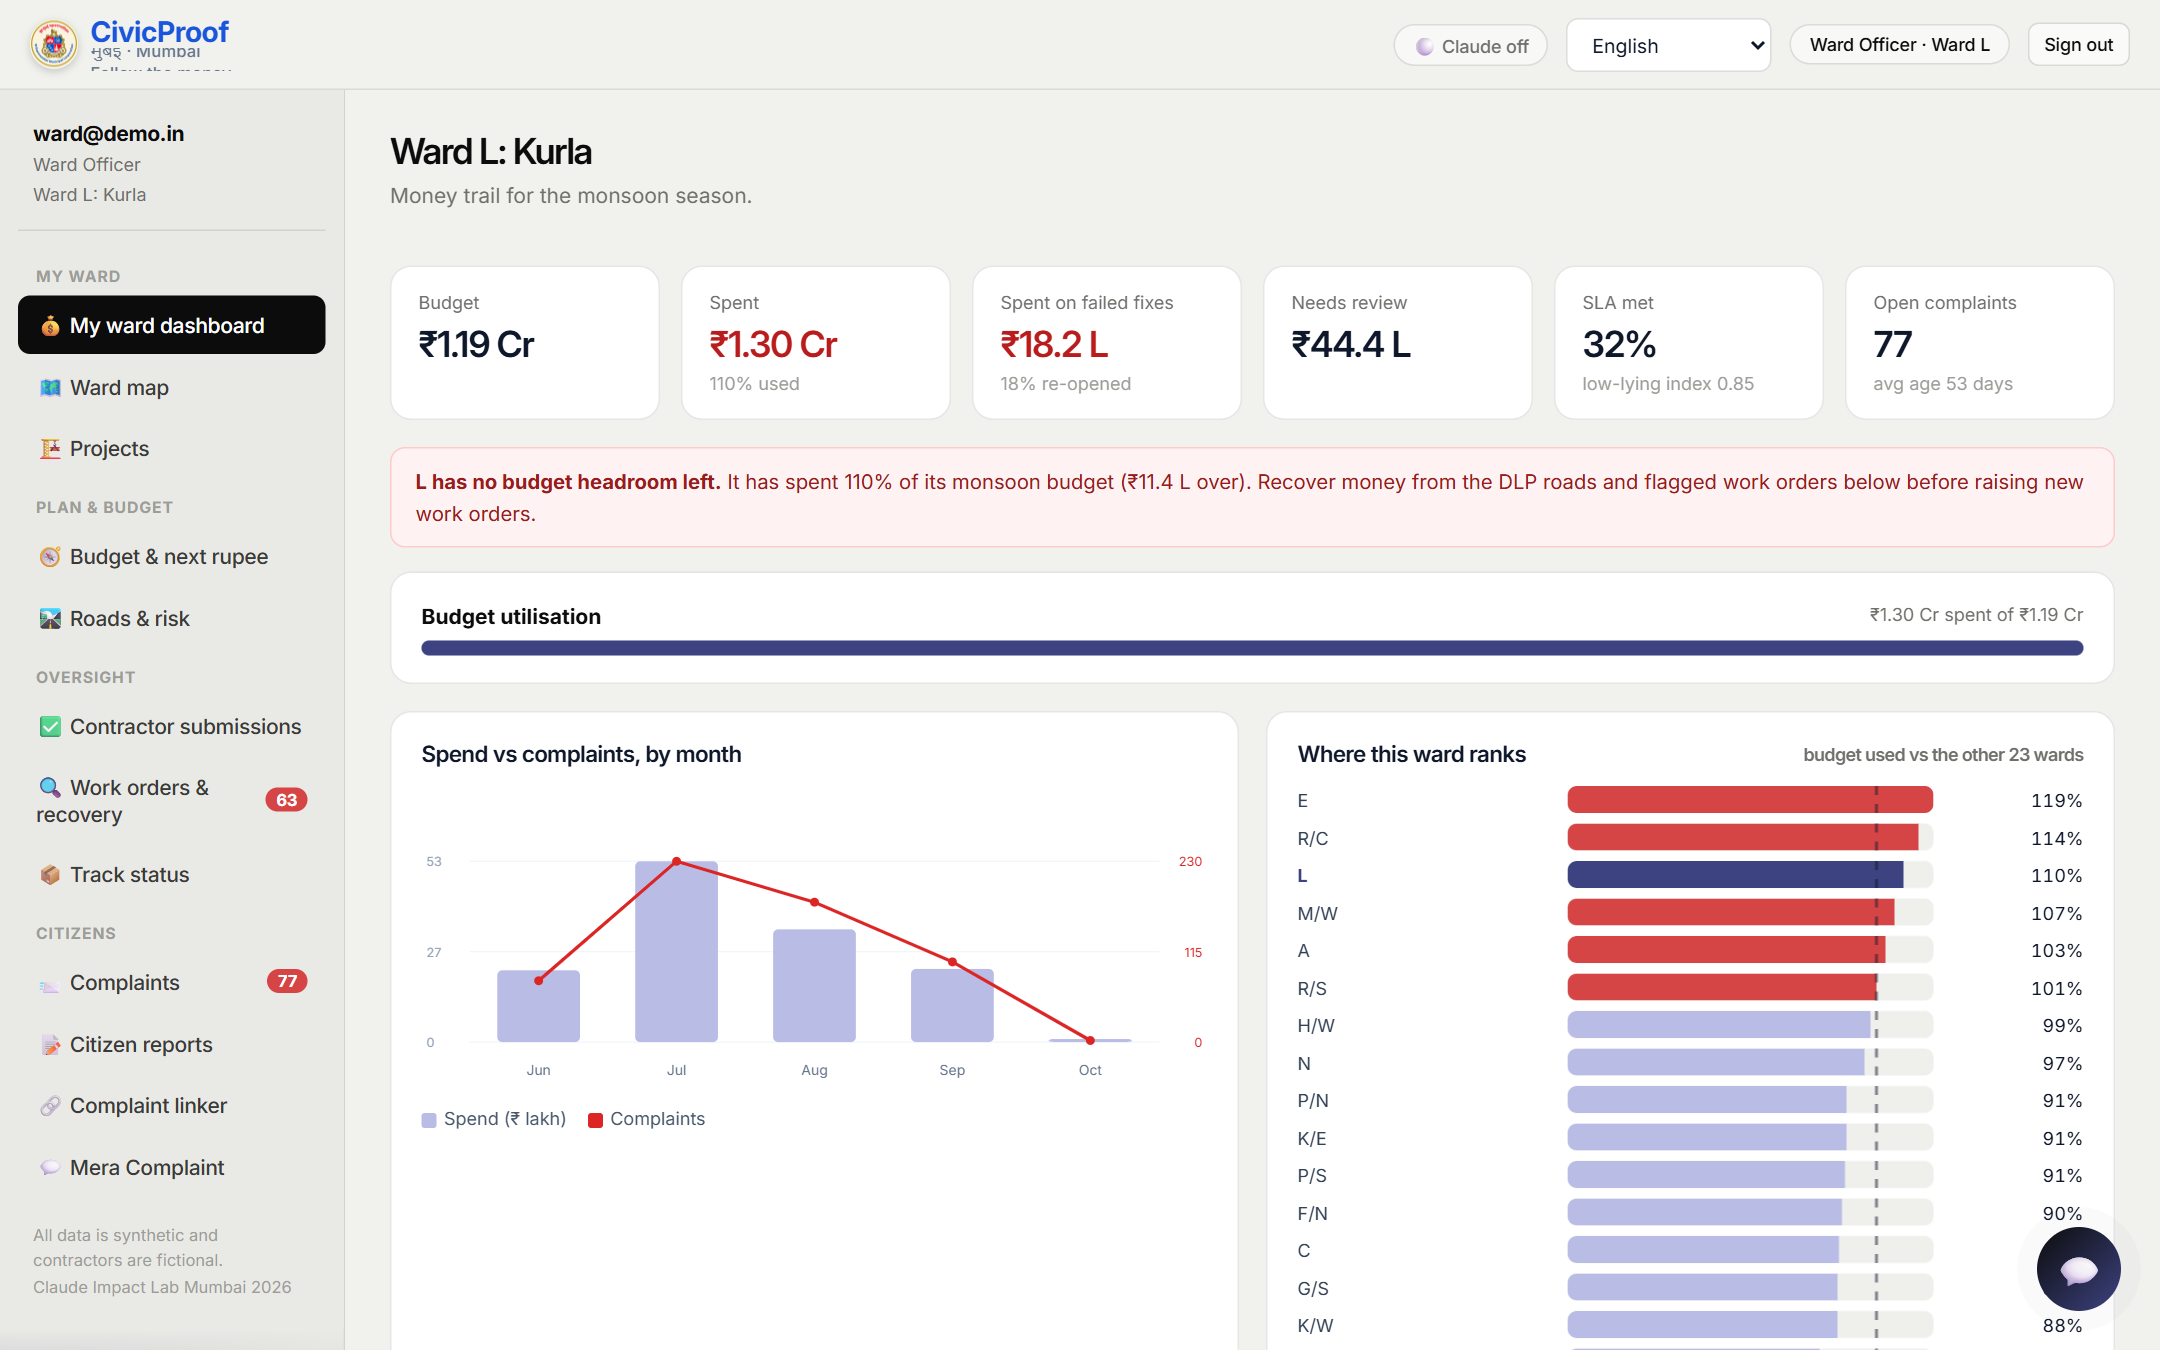 CivicProof
मुंबई · Mumbai
Claude off
English
Ward Officer · Ward L
Sign out
ward@demo.in
Ward Officer
Ward L: Kurla
MY WARD
My ward dashboard
Ward map
Projects
PLAN & BUDGET
Budget & next rupee
Roads & risk
OVERSIGHT
Contractor submissions
Work orders &
recovery
63
Track status
CITIZENS
Complaints
77
Citizen reports
Complaint linker
Mera Complaint
All data is synthetic and
contractors are fictional.
Claude Impact Lab Mumbai 2026
Ward L: Kurla
Money trail for the monsoon season.
Budget
₹1.19 Cr
Spent
₹1.30 Cr
110% used
Spent on failed fixes
₹18.2 L
18% re-opened
Needs review
₹44.4 L
SLA met
32%
low-lying index 0.85
Open complaints
77
avg age 53 days
L has no budget headroom left. It has spent 110% of its monsoon budget (₹11.4 L over). Recover money from the DLP roads and flagged work orders below before raising new
work orders.
Budget utilisation
₹1.30 Cr spent of ₹1.19 Cr
Spend vs complaints, by month
53
230
27
115
0
0
Jun
Jul
Aug
Sep
Oct
Spend (₹ lakh)
Complaints
Where this ward ranks
budget used vs the other 23 wards
E 119%
R/C 114%
L 110%
M/W 107%
A 103%
R/S 101%
H/W 99%
N 97%
P/N 91%
K/E 91%
P/S 91%
F/N 90%
C
G/S
K/W 88%